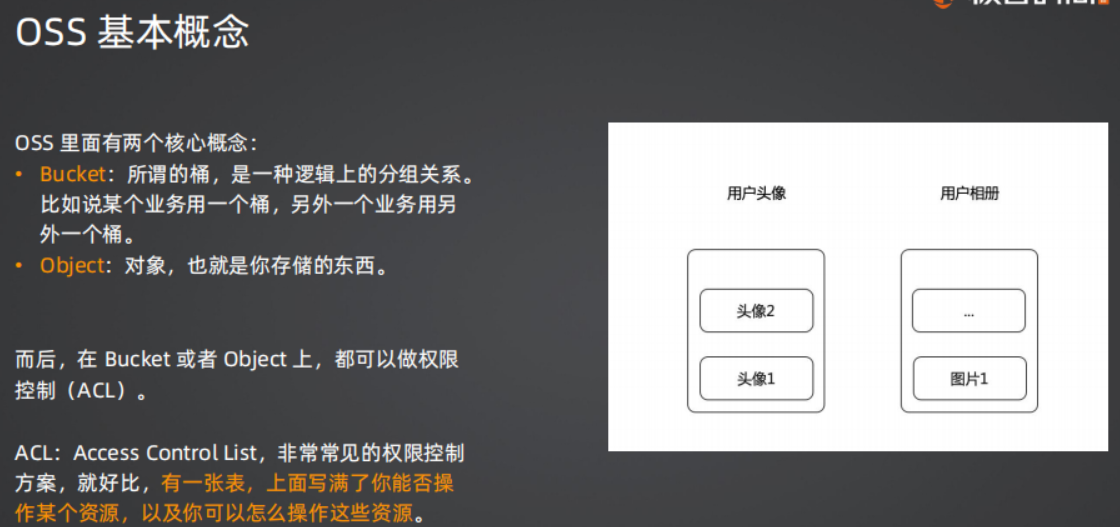 OSS 基本概念
OSS 里面有两个核心概念：
• Bucket：所谓的桶，是一种逻辑上的分组关系。
比如说某个业务用一个桶，另外一个业务用另
外一个桶。
• Object：对象，也就是你存储的东西。
而后，在 Bucket 或者 Object 上，都可以做权限
控制（ACL）。
ACL：Access Control List，非常常见的权限控制
方案，就好比，有一张表，上面写满了你能否操
作某个资源，以及你可以怎么操作这些资源。
用户头像
用户相册
头像2
...
头像1
图片1